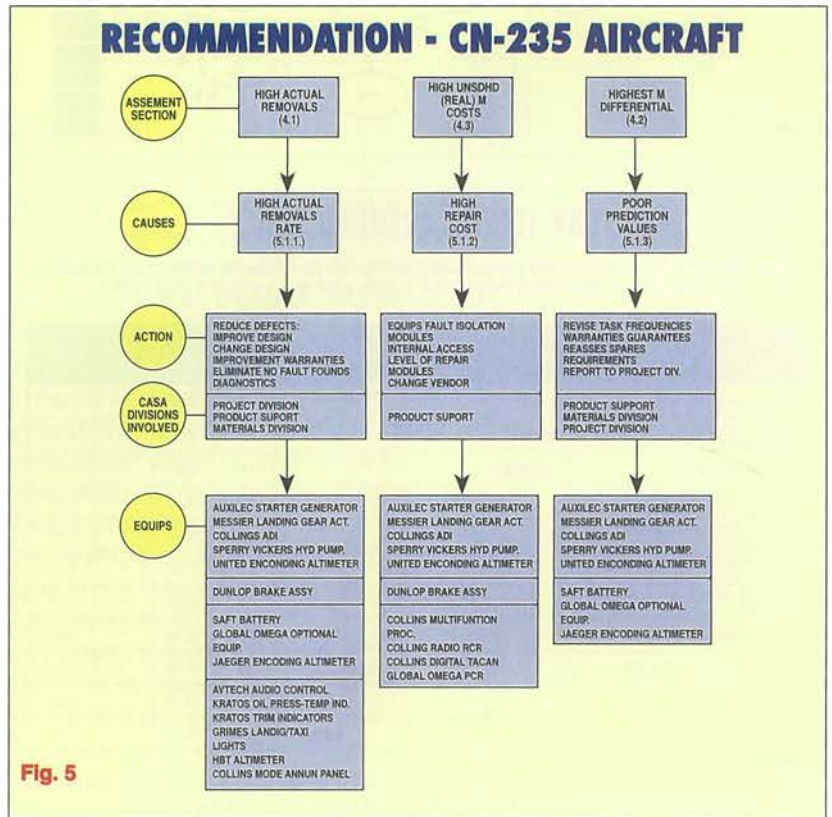 RECOMMENDATION - CN-235 AIRCRAFT
ASSEMENT
SECTION
HIGH ACTUAL
REMOVALS
(4.1)
HIGH UNSDHD
(REAL) M
COSTS
(4.3)
HIGHEST M
DIFFERENTIAL
(4.2)
CAUSES
HIGH ACTUAL
REMOVALS
RATE
(5.1.1.)
HIGH
REPAIR
COST
(5.1.2)
POOR
PREDICTION
VALUES
(5.1.3)
ACTION
REDUCE DEFECTS:
IMPROVE DESIGN
CHANGE DESIGN
IMPROVEMENT WARRANTIES
ELIMINATE NO FAULT FOUNDS
DIAGNOSTICS
EQUIPS FAULT ISOLATION
MODULES
INTERNAL ACCESS
LEVEL OF REPAIR
MODULES
CHANGE VENDOR
REVISE TASK FREQUENCIES
WARRANTIES GUARANTEES
REASSES SPARES
REQUIREMENTS
REPORT TO PROJECT DIV.
CASA
DIVISIONS
INVOLVED
PROJECT DIVISION
PRODUCT SUPORT
MATERIALS DIVISION
PRODUCT SUPORT
PRODUCT SUPPORT
MATERIALS DIVISION
PROJECT DIVISION
EQUIPS
AUXILEC STARTER GENERATOR
MESSIER LANDING GEAR ACT.
COLLINGS ADI
SPERRY VICKERS HYD PUMP.
UNITED ENCONDING ALTIMETER
DUNLOP BRAKE ASSY
SAFT BATTERY
GLOBAL OMEGA OPTIONAL
EQUIP.
JAEGER ENCODING ALTIMETER
AVTECH AUDIO CONTROL
KRATOS OIL PRESS-TEMP IND.
KRATOS TRIM INDICATORS
GRIMES LANDIG/TAXI
LIGHTS
HBT ALTIMETER
COLLINS MODE ANNUN PANEL
AUXILEC STARTER GENERATOR
MESSIER LANDING GEAR ACT.
COLLINGS ADI
SPERRY VICKERS HYD PUMP.
UNITED ENCONDING ALTIMETER
DUNLOP BRAKE ASSY
COLLINS MULTIFUNTION
PROC.
COLLING RADIO RCR
COLLINS DIGITAL TACAN
GLOBAL OMEGA PCR
AUXILEC STARTER GENERATOR
MESSIER LANDING GEAR ACT.
COLLINGS ADI
SPERRY VICKERS HYD PUMP.
UNITED ENCONDING ALTIMETER
SAFT BATTERY
GLOBAL OMEGA OPTIONAL
EQUIP.
JAEGER ENCODING ALTIMETER
Fig. 5